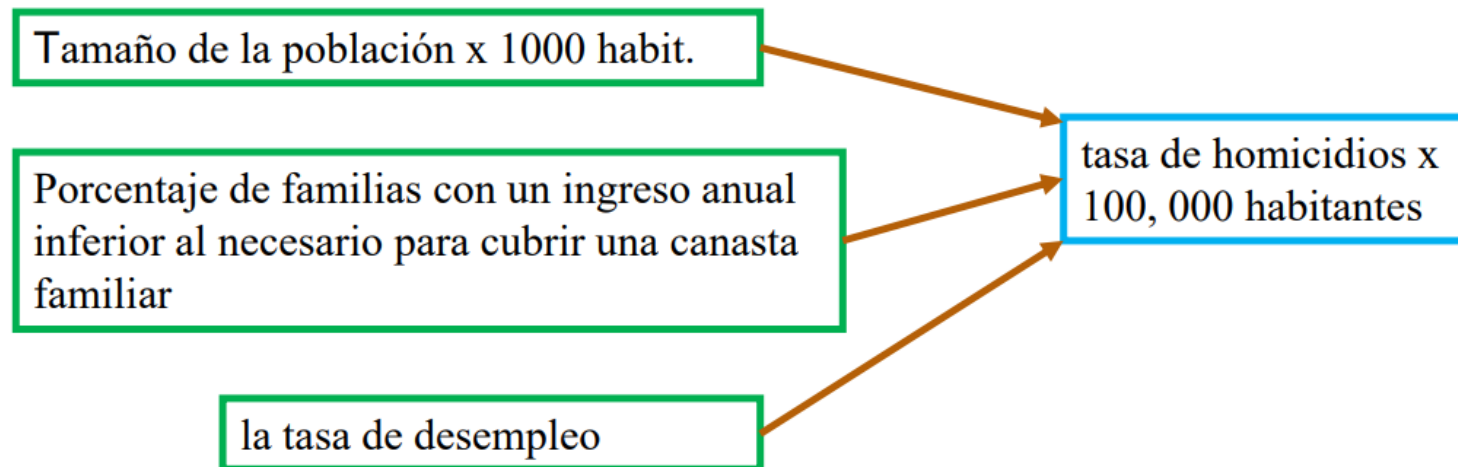 Tamaño de la población x 1000 habit.
Porcentaje de familias con un ingreso anual
inferior al necesario para cubrir una canasta
familiar
la tasa de desempleo
tasa de homicidios x
100, 000 habitantes